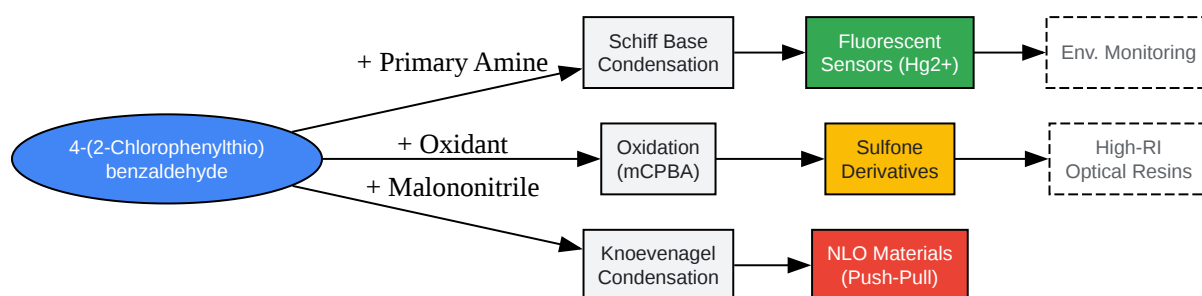 4-(2-Chlorophenylthio)
benzaldehyde
+ Primary Amine
Schiff Base
Condensation
Fluorescent
Sensors (Hg2+)
Env. Monitoring
+ Oxidant
Oxidation
(mCPBA)
Sulfone
Derivatives
High-RI
Optical Resins
+ Malononitrile
Knoevenagel
Condensation
NLO Materials
(Push-Pull)